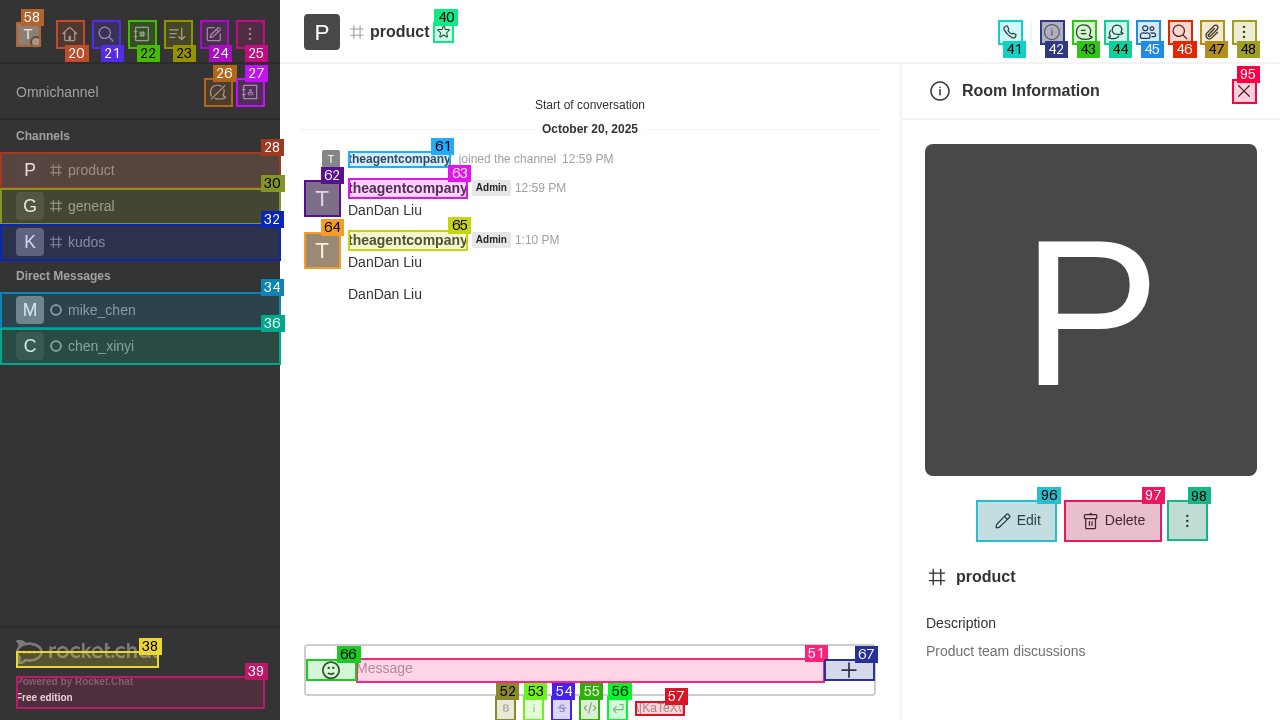 58
T
20
21
22
23
24
25
P
product
40
41
42
43
44
45
46
47
48
Omnichannel
26
27
Room Information
95
Channels
28
P product
30
G general
32
K kudos
Direct Messages
34
M mike_chen
36
C chen_xinyi
38
rocket.chat
39
Powered by Rocket.Chat
Free edition
Start of conversation
October 20, 2025
61
T theagentcompany joined the channel 12:59 PM
62
63
T theagentcompany Admin 12:59 PM
DanDan Liu
64
65
T theagentcompany Admin 1:10 PM
DanDan Liu
DanDan Liu
66
51
67
Message
52
53
54
55
56
57
B
i
S
</>
\[KaTeX\]
P
96
97
98
Edit
Delete
product
Description
Product team discussions